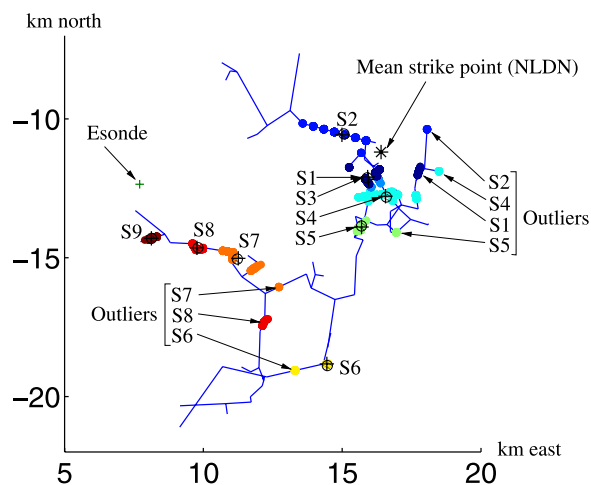 km north
Mean strike point (NLDN)
−10
S2
Esonde
S1
S2
S3
S4
S4
S1
Outliers
S5
S5
S9
S8
S7
−15
Outliers
S7
S8
S6
S6
−20
km east
5
10
15
20